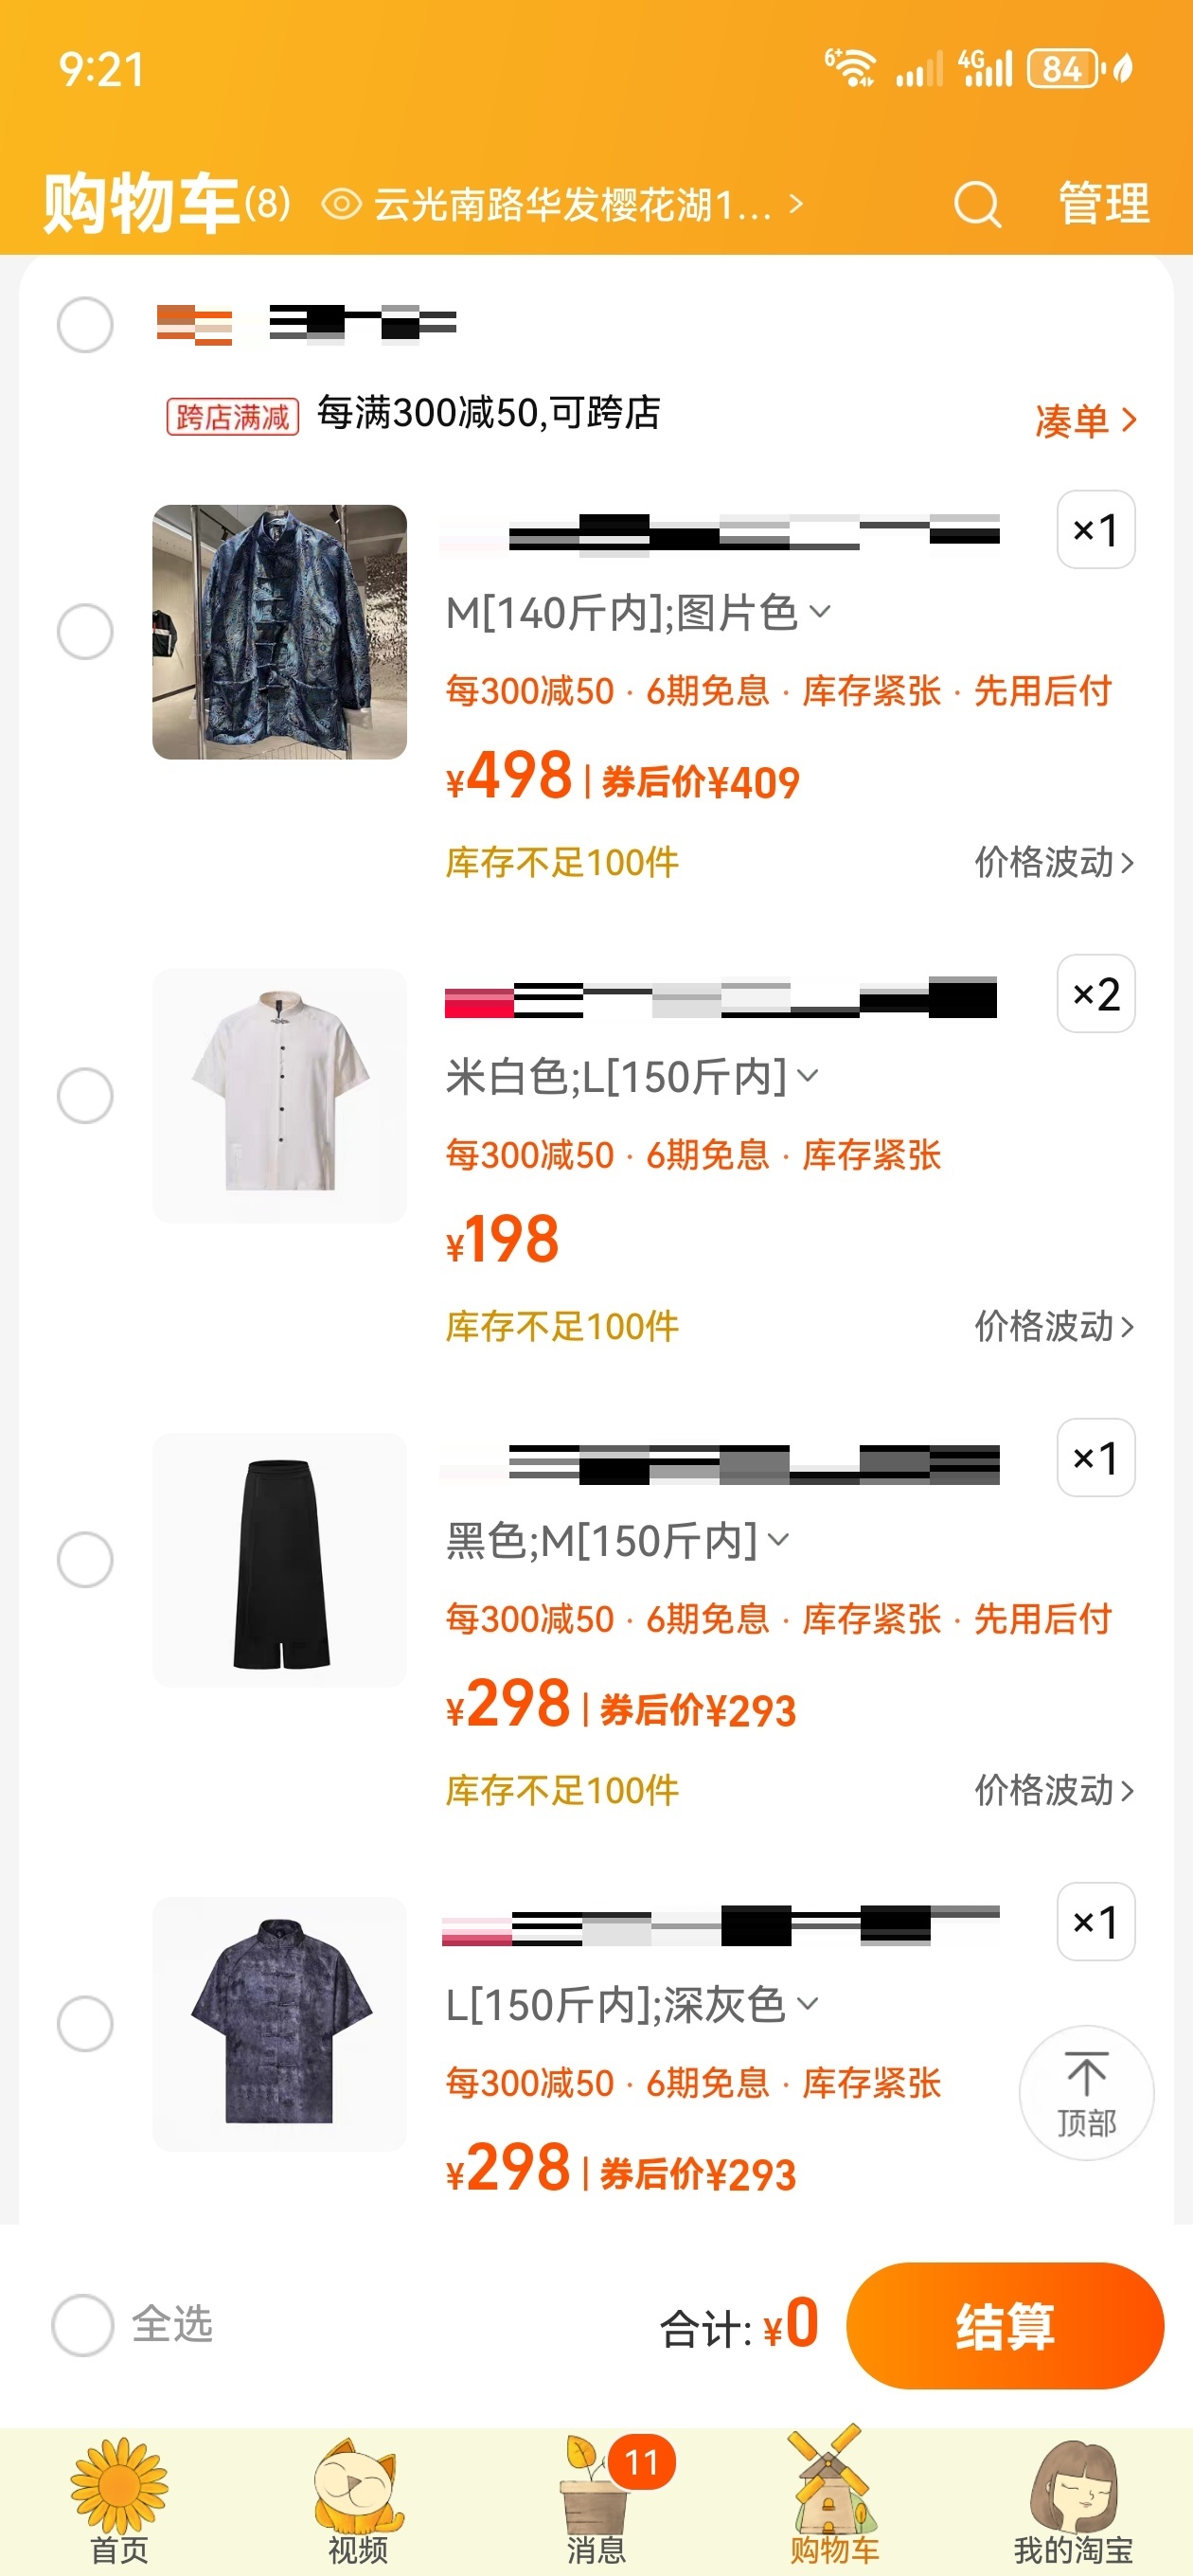 9:21
6+ 4G 84
购物车(8) 云光南路华发樱花湖1... > 管理
跨店满减 每满300减50,可跨店 凑单 >
×1
M[140斤内];图片色
每300减50 · 6期免息 · 库存紧张 · 先用后付
¥498 | 券后价¥409
库存不足100件 价格波动 >
×2
米白色;L[150斤内]
每300减50 · 6期免息 · 库存紧张
¥198
库存不足100件 价格波动 >
×1
黑色;M[150斤内]
每300减50 · 6期免息 · 库存紧张 · 先用后付
¥298 | 券后价¥293
库存不足100件 价格波动 >
×1
L[150斤内];深灰色
每300减50 · 6期免息 · 库存紧张
顶部
¥298 | 券后价¥293
全选 合计: ¥0 结算
11
首页 视频 消息 购物车 我的淘宝